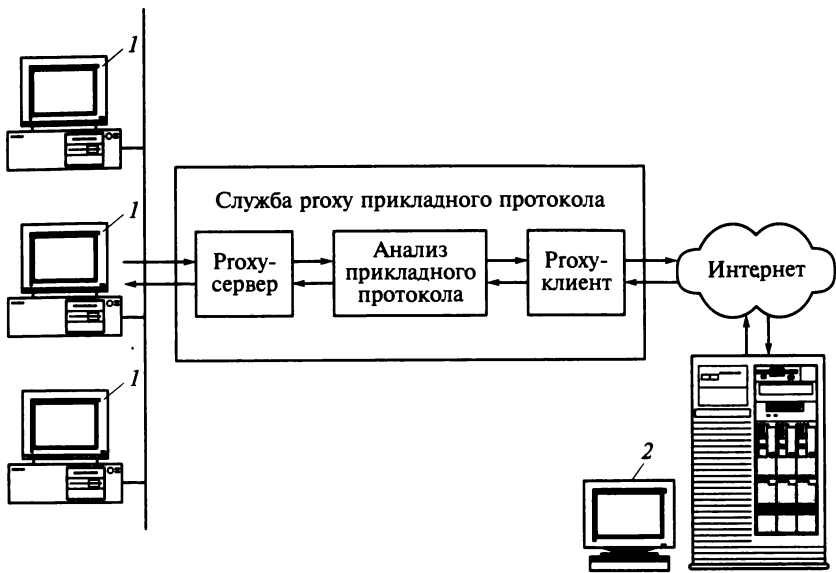 1
1
1
Служба proxy прикладного протокола
Proxy-
сервер
Анализ
прикладного
протокола
Proxy-
клиент
Интернет
2